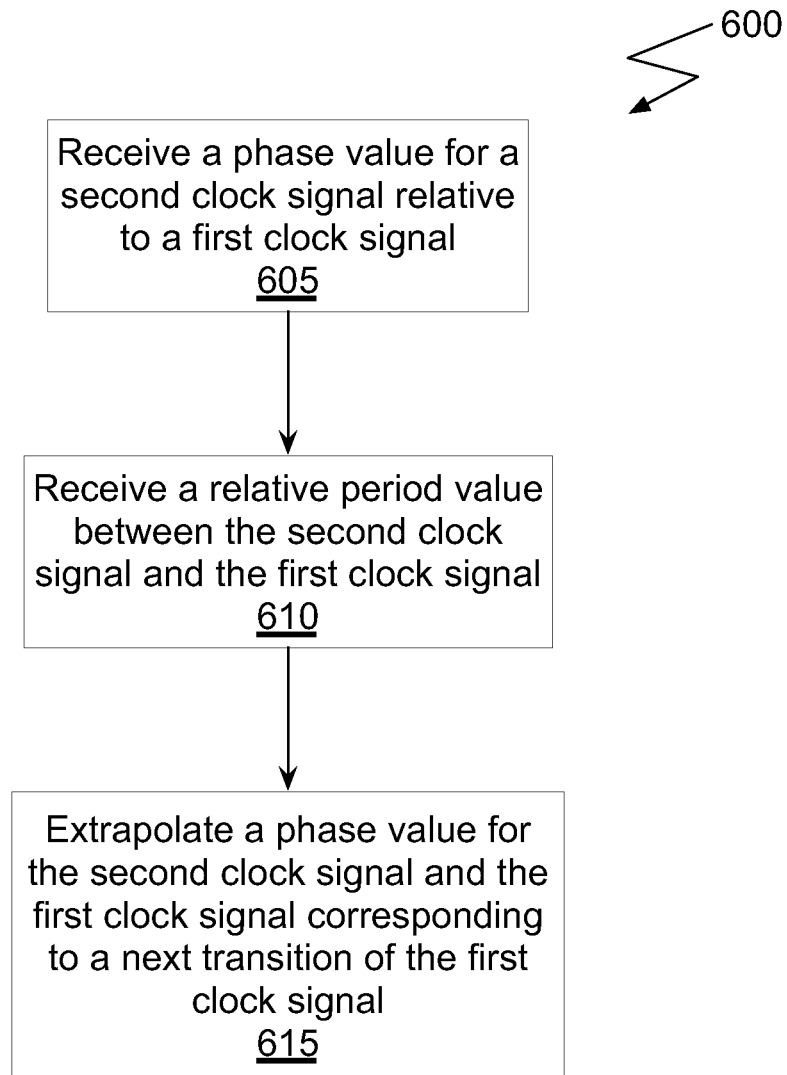 600
Receive a phase value for a
second clock signal relative
to a first clock signal
605
Receive a relative period value
between the second clock
signal and the first clock signal
610
Extrapolate a phase value for
the second clock signal and the
first clock signal corresponding
to a next transition of the first
clock signal
615